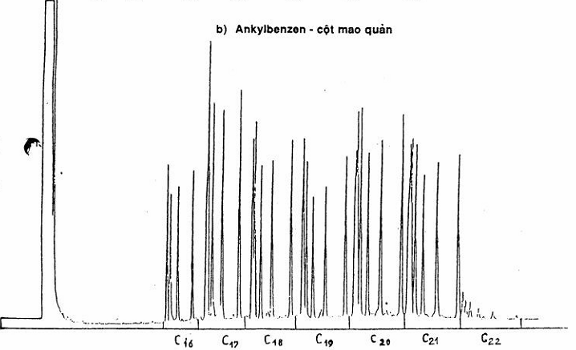 b) Ankylbenzen - cột mao quản
C16 C17 C18 C19 C20 C21 C22